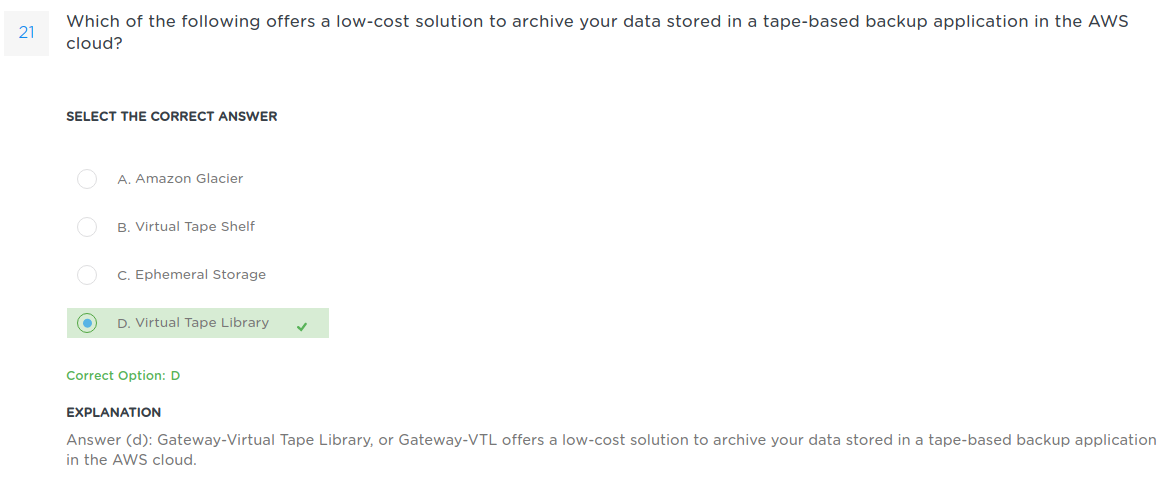 21
Which of the following offers a low-cost solution to archive your data stored in a tape-based backup application in the AWS
cloud?
SELECT THE CORRECT ANSWER
A. Amazon Glacier
B. Virtual Tape Shelf
C. Ephemeral Storage
D. Virtual Tape Library
Correct Option: D
EXPLANATION
Answer (d): Gateway-Virtual Tape Library, or Gateway-VTL offers a low-cost solution to archive your data stored in a tape-based backup application
in the AWS cloud.